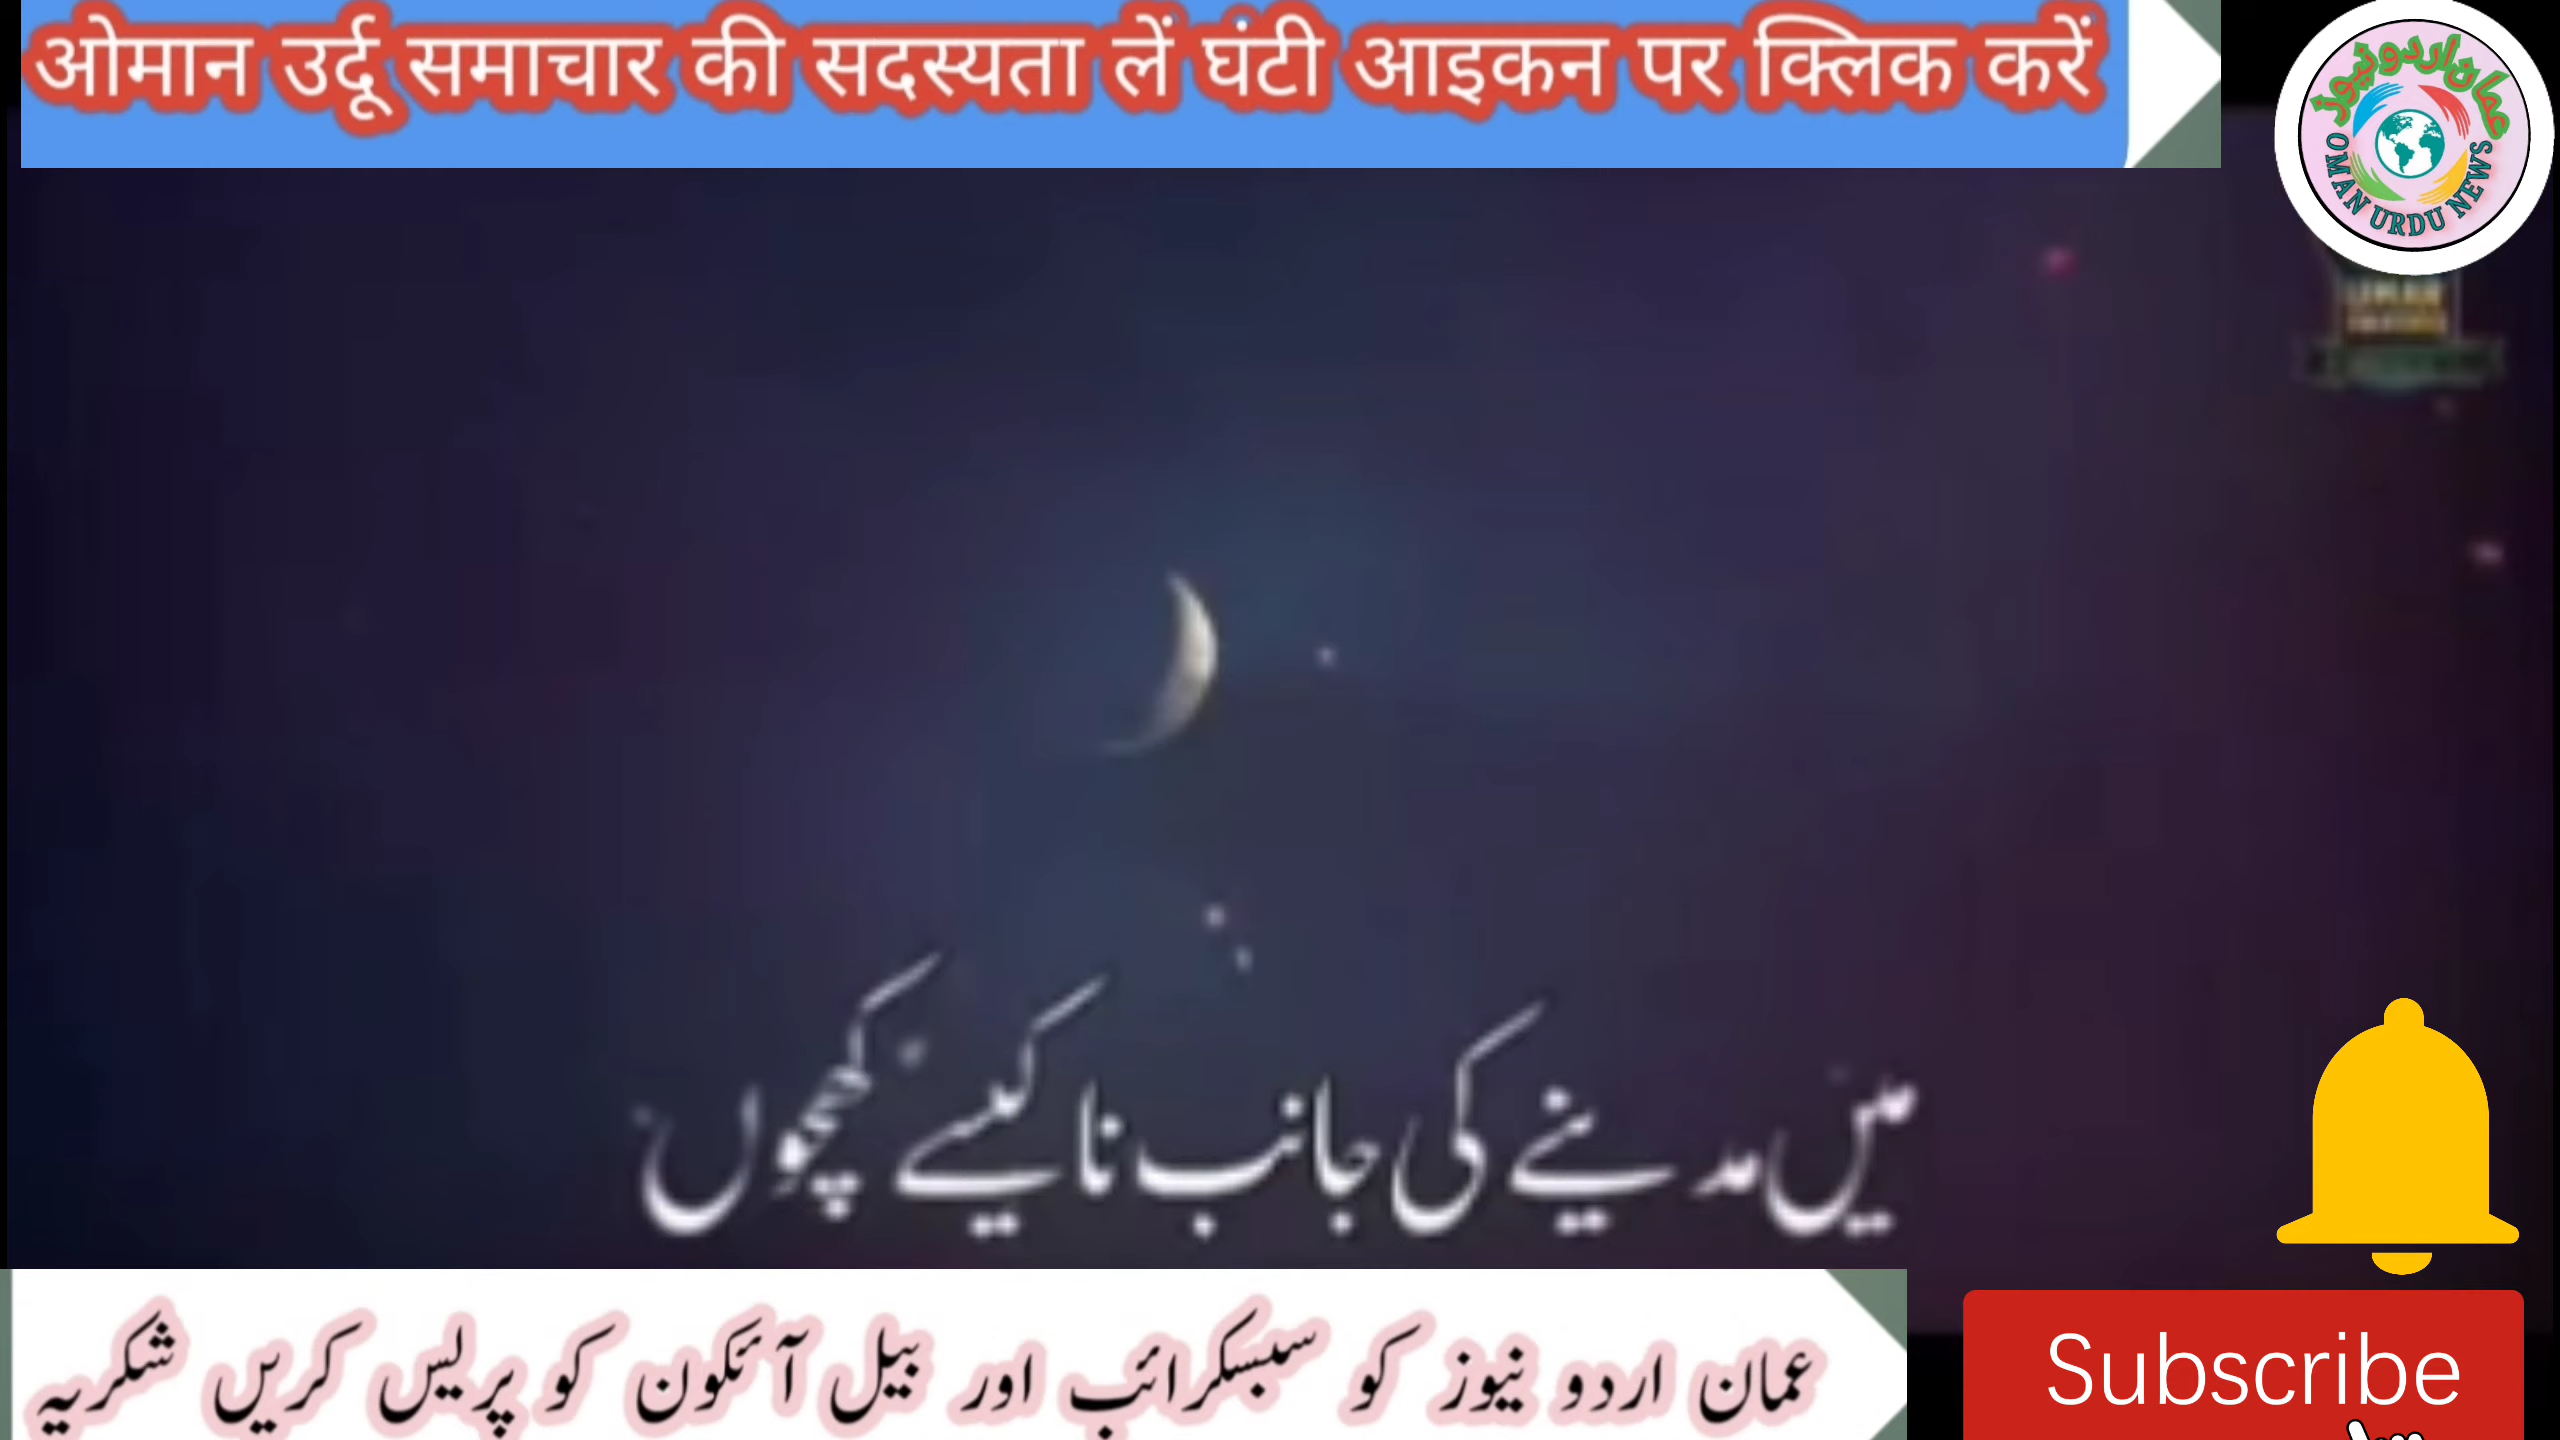 ओमान उर्दू समाचार की सदस्यता लें घंटी आइकन पर क्लिक करें
عمان اردو نیوز
OMAN URDU NEWS
میں مدینے کی جانب نا کیسے کھچوں
عمان اردو نیوز کو سبسکرائب اور بیل آئکون کو پریس کریں شکریہ
Subscribe